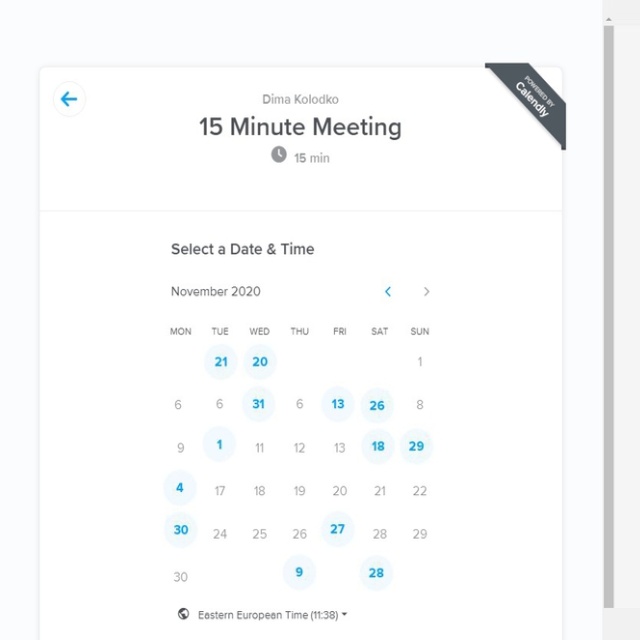 POWERED BY
Calendly
Dima Kolodko
15 Minute Meeting
15 min
Select a Date & Time
November 2020
MON TUE WED THU FRI SAT SUN
21 20 1
6 6 31 6 13 26 8
9 1 11 12 13 18 29
4 17 18 19 20 21 22
30 24 25 26 27 28 29
30 9 28
Eastern European Time (11:38)